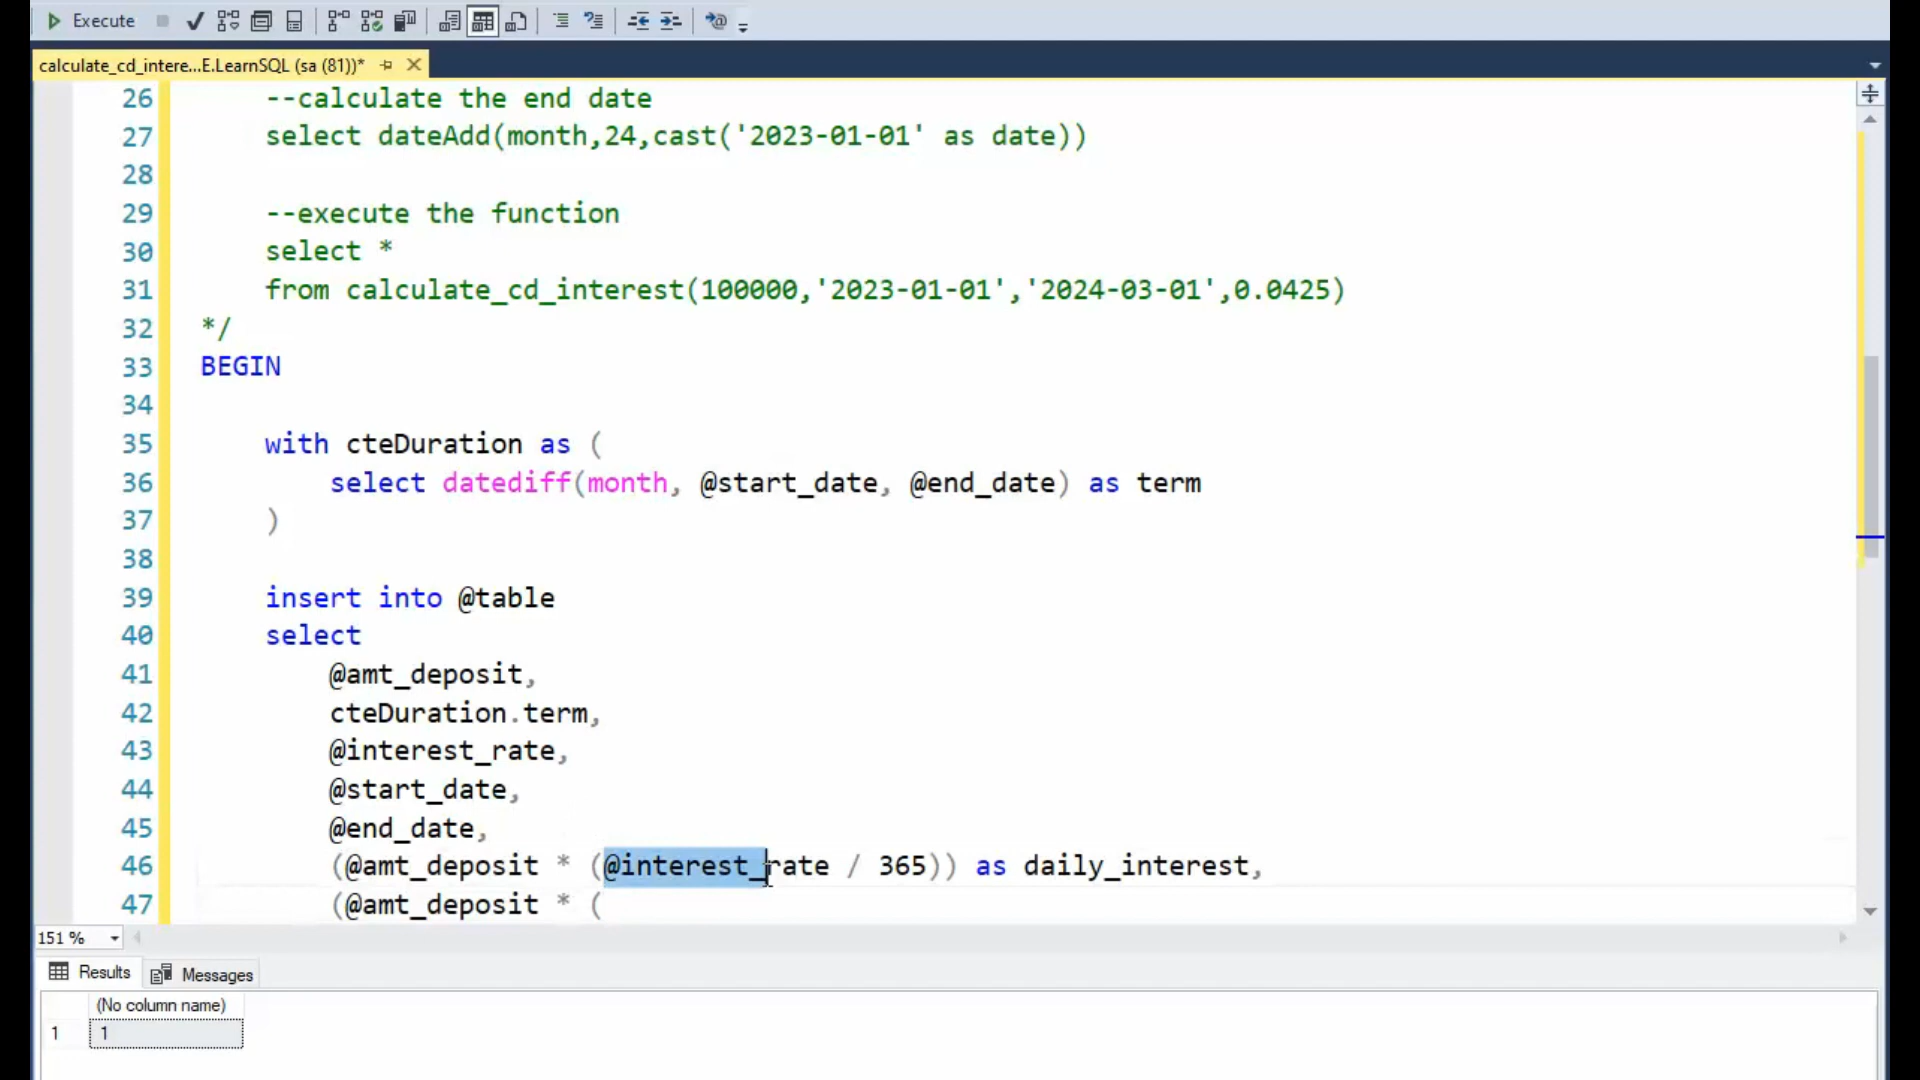 Execute
calculate_cd_intere...E.LearnSQL (sa (81))*
26 --calculate the end date
27 select dateAdd(month,24,cast('2023-01-01' as date))
28
29 --execute the function
30 select *
31 from calculate_cd_interest(100000,'2023-01-01','2024-03-01',0.0425)
32 */
33 BEGIN
34
35 with cteDuration as (
36 select datediff(month, @start_date, @end_date) as term
37 )
38
39 insert into @table
40 select
41 @amt_deposit,
42 cteDuration.term,
43 @interest_rate,
44 @start_date,
45 @end_date,
46 (@amt_deposit * (@interest_rate / 365)) as daily_interest,
47 (@amt_deposit * (
151 %
Results Messages
(No column name)
1 1